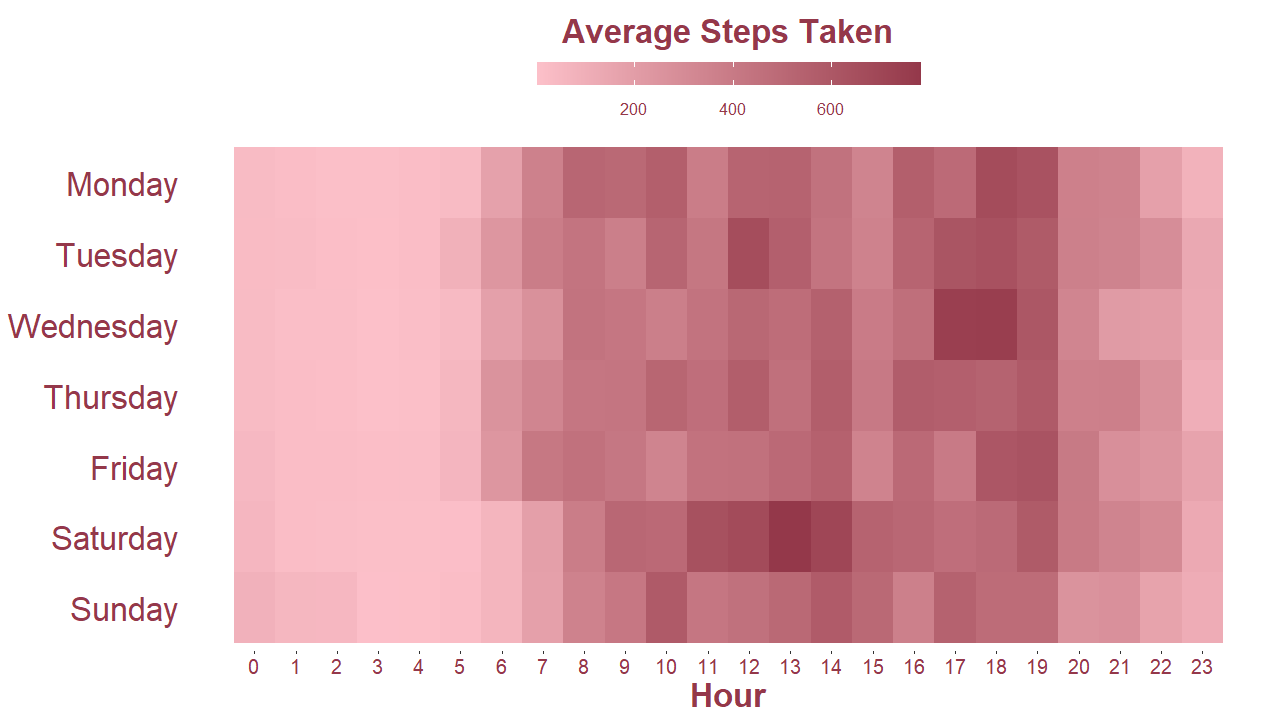 Average Steps Taken
200 400 600
Monday
Tuesday
Wednesday
Thursday
Friday
Saturday
Sunday
0 1 2 3 4 5 6 7 8 9 10 11 12 13 14 15 16 17 18 19 20 21 22 23
Hour